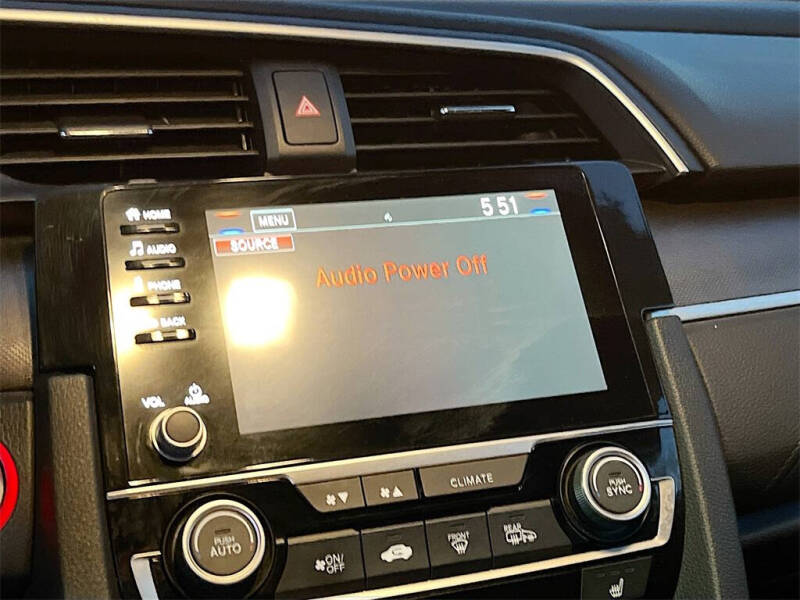 HOME
MENU
5:51
AUDIO
SOURCE
Audio Power Off
PHONE
BACK
VOL
AUDIO
CLIMATE
PUSH
SYNC
PUSH
AUTO
ON/
OFF
FRONT
REAR